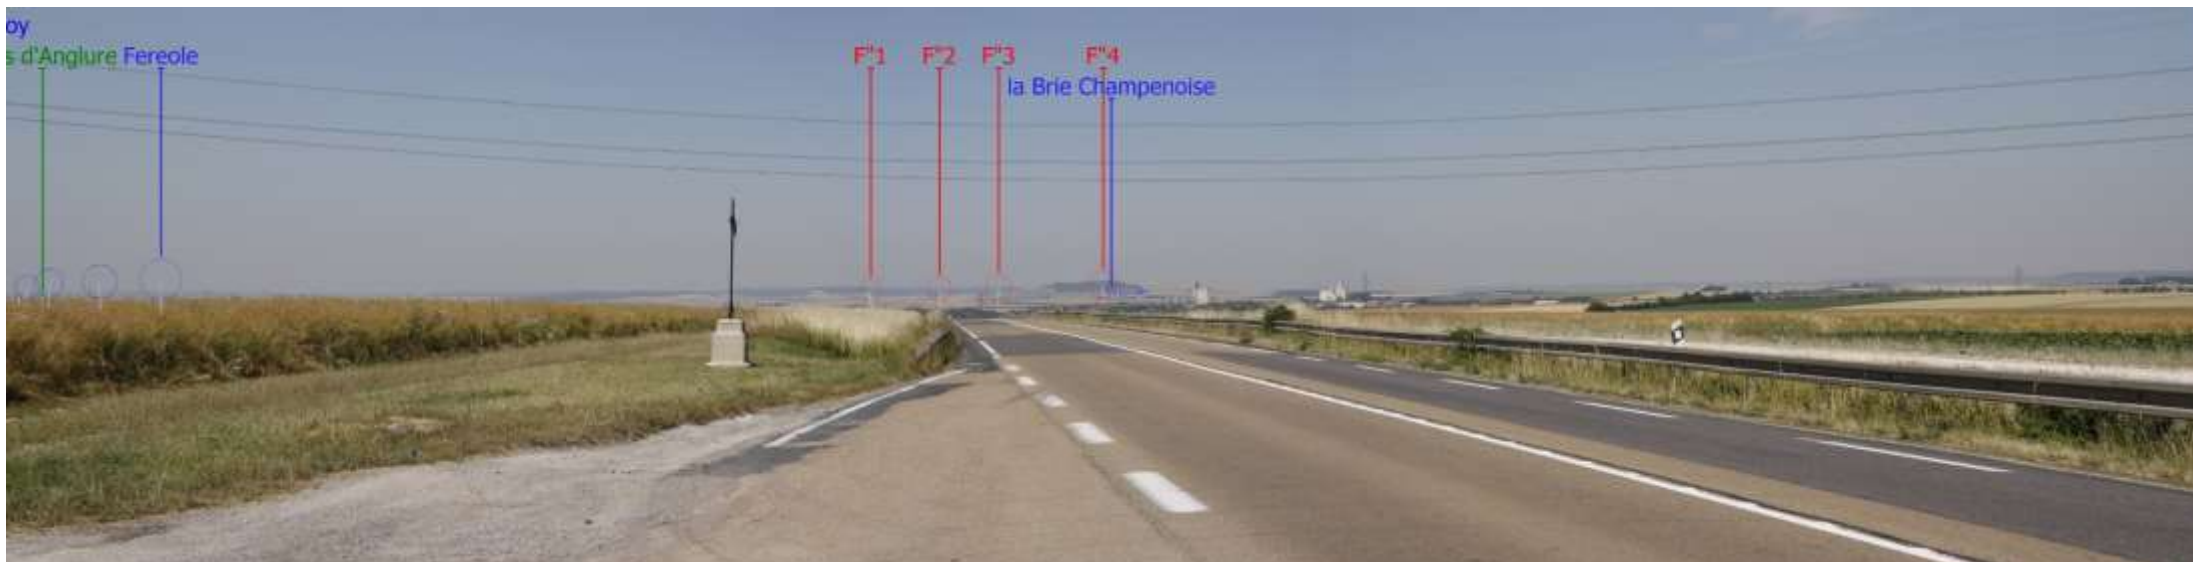 oy
s d'Anglure Fereole F"1 F"2 F"3 F"4
la Brie Champenoise